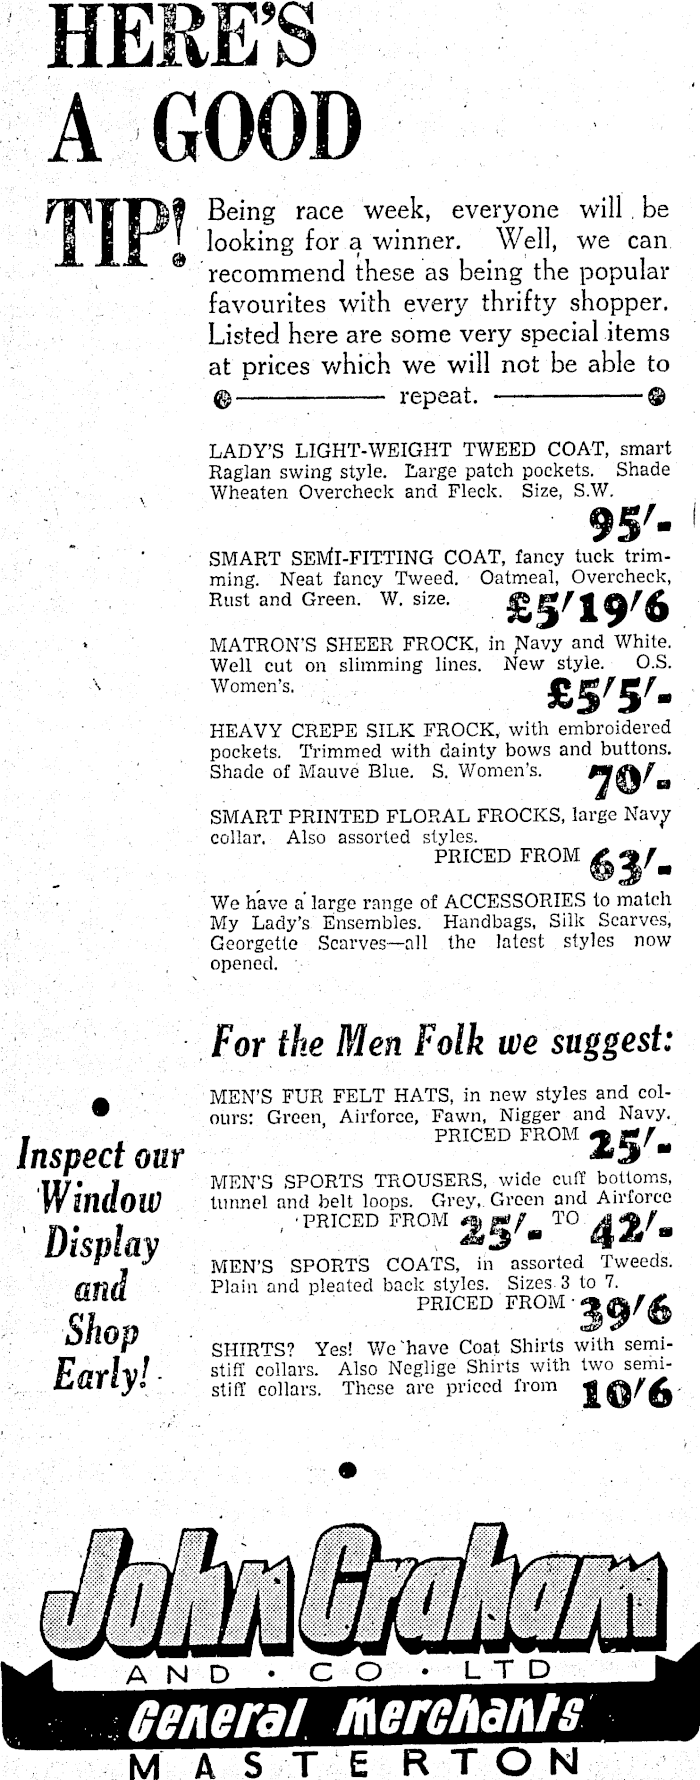 HERE'S
A GOOD
TIP!
Being race week, everyone will be
looking for a winner. Well, we can
recommend these as being the popular
favourites with every thrifty shopper.
Listed here are some very special items
at prices which we will not be able to
repeat.
LADY'S LIGHT-WEIGHT TWEED COAT, smart
Raglan swing style. Large patch pockets. Shade
Wheaten Overcheck and Fleck. Size, S.W.
95/-
SMART SEMI-FITTING COAT, fancy tuck trim-
ming. Neat fancy Tweed. Oatmeal, Overcheck,
Rust and Green. W. size. £5/19/6
MATRON'S SHEER FROCK, in Navy and White.
Well cut on slimming lines. New style. O.S.
Women's. £5/5/-
HEAVY CREPE SILK FROCK, with embroidered
pockets. Trimmed with dainty bows and buttons.
Shade of Mauve Blue. S. Women's. 70/-
SMART PRINTED FLORAL FROCKS, large Navy
collar. Also assorted styles.
PRICED FROM 63/-
We have a large range of ACCESSORIES to match
My Lady's Ensembles. Handbags, Silk Scarves,
Georgette Scarves—all the latest styles now
opened.
For the Men Folk we suggest:
MEN'S FUR FELT HATS, in new styles and col-
ours: Green, Airforce, Fawn, Nigger and Navy.
PRICED FROM 25/-
MEN'S SPORTS TROUSERS, wide cuff bottoms,
tunnel and belt loops. Grey, Green and Airforce
PRICED FROM 25/- TO 42/-
MEN'S SPORTS COATS, in assorted Tweeds.
Plain and pleated back styles. Sizes 3 to 7.
PRICED FROM 39/6
SHIRTS? Yes! We have Coat Shirts with semi-
stiff collars. Also Neglige Shirts with two semi-
stiff collars. These are priced from 10/6
Inspect our
Window
Display
and
Shop
Early!
John Graham
AND · CO · LTD
General Merchants
MASTERTON